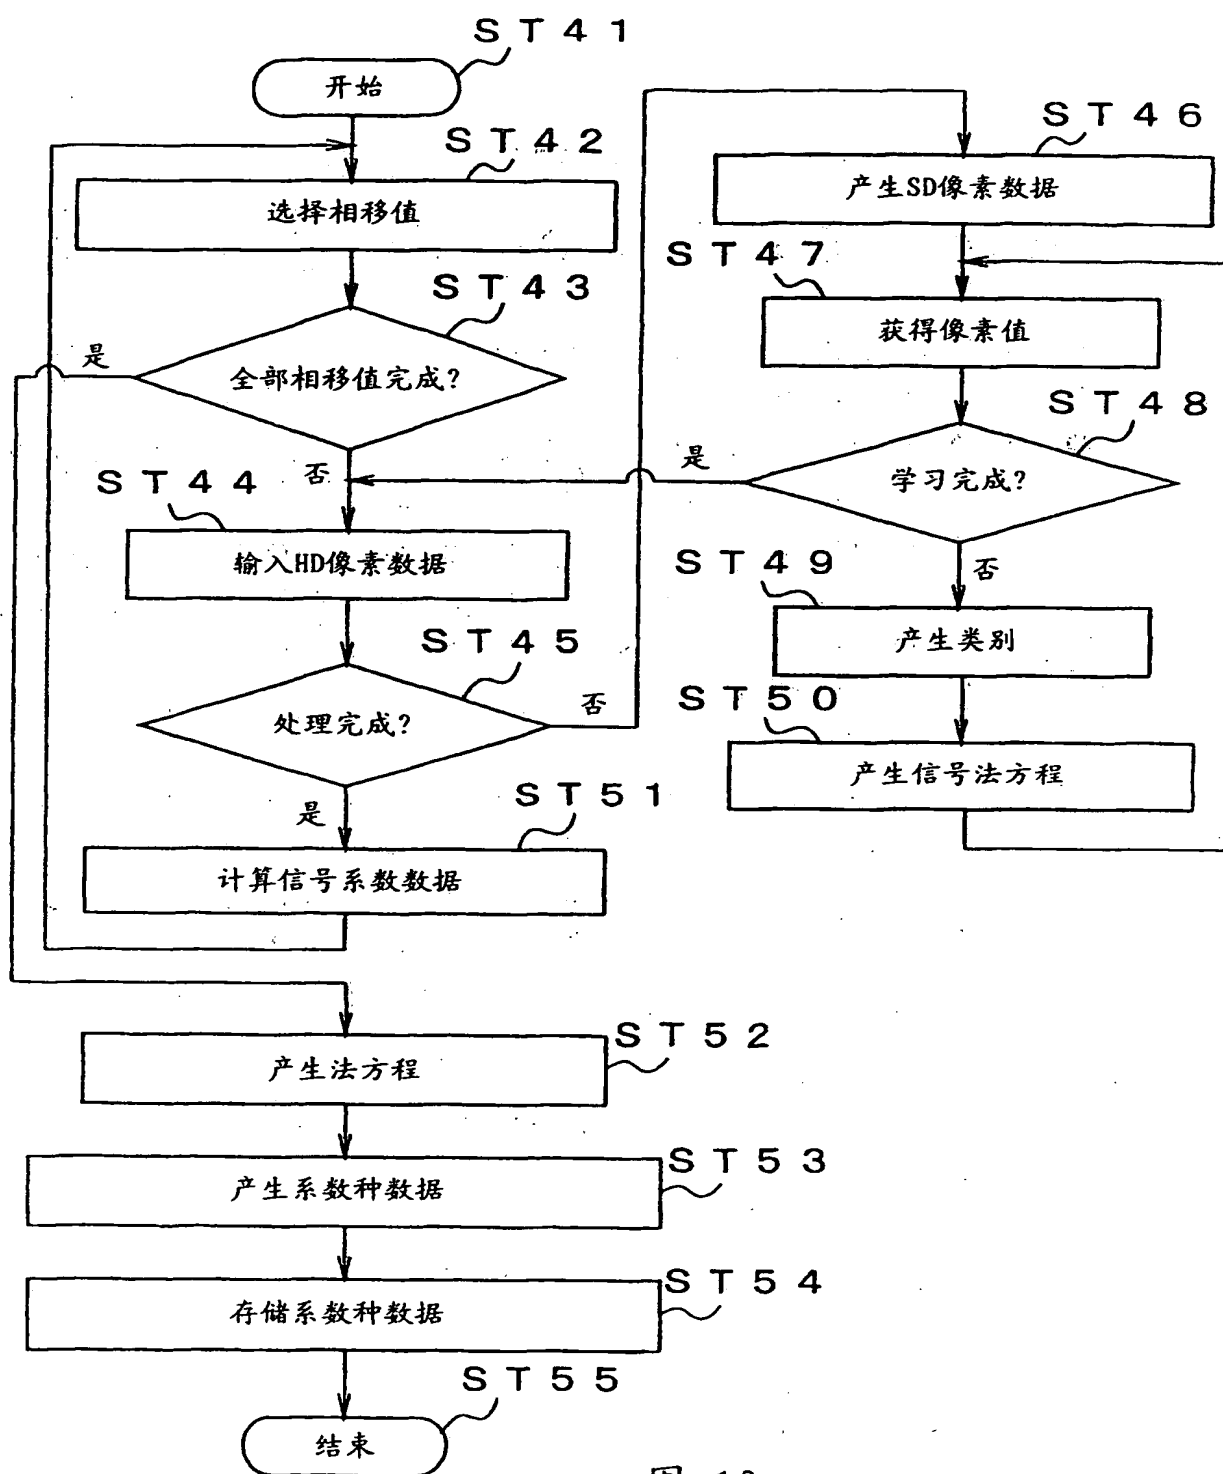 ST41
开始
ST42
选择相移值
ST43
是
全部相移值完成?
否
ST44
输入HD像素数据
ST45
处理完成?
否
是
ST51
计算信号系数数据
ST46
产生SD像素数据
ST47
获得像素值
ST48
是
学习完成?
否
ST49
产生类别
ST50
产生信号法方程
ST52
产生法方程
ST53
产生系数种数据
ST54
存储系数种数据
ST55
结束